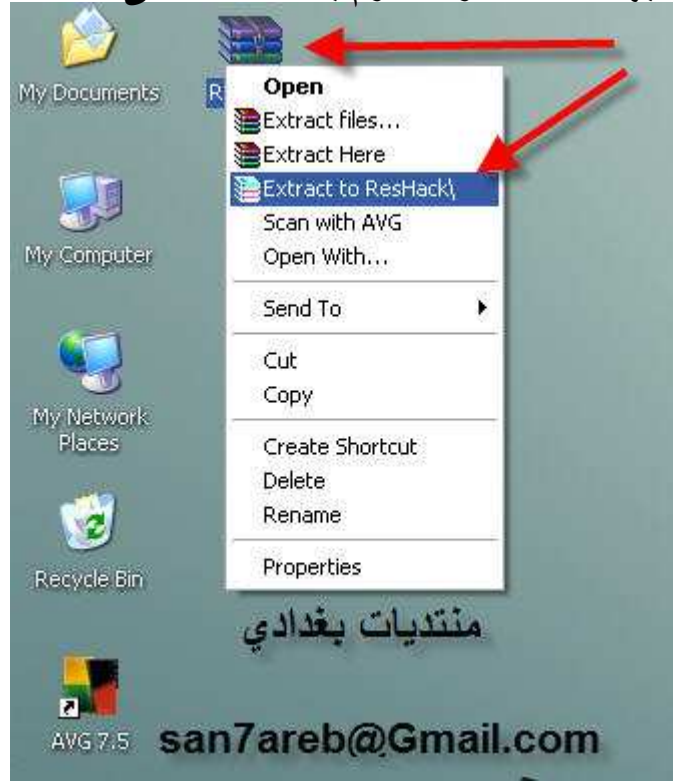 My Documents
R
Open
Extract files...
Extract Here
Extract to ResHack\
Scan with AVG
Open With...
Send To
Cut
Copy
Create Shortcut
Delete
Rename
Properties
My Computer
My Network
Places
Recycle Bin
AVG 7.5
منتديات بغدادي
san7areb@Gmail.com